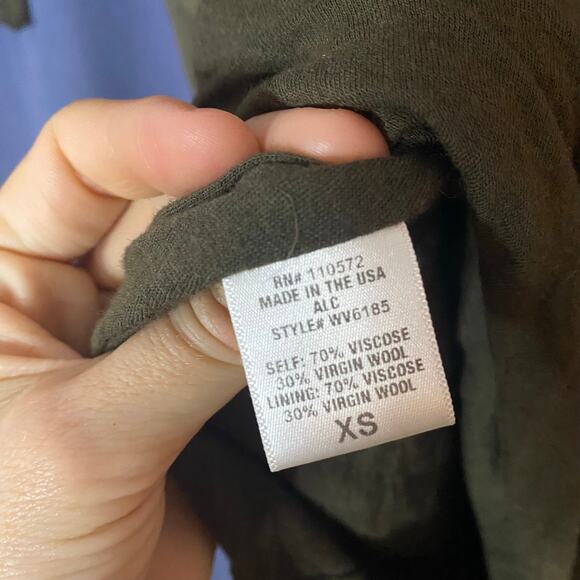 RN# 110572
MADE IN THE USA
ALC
STYLE# WV6185
SELF: 70% VISCOSE
30% VIRGIN WOOL
LINING: 70% VISCOSE
30% VIRGIN WOOL
XS